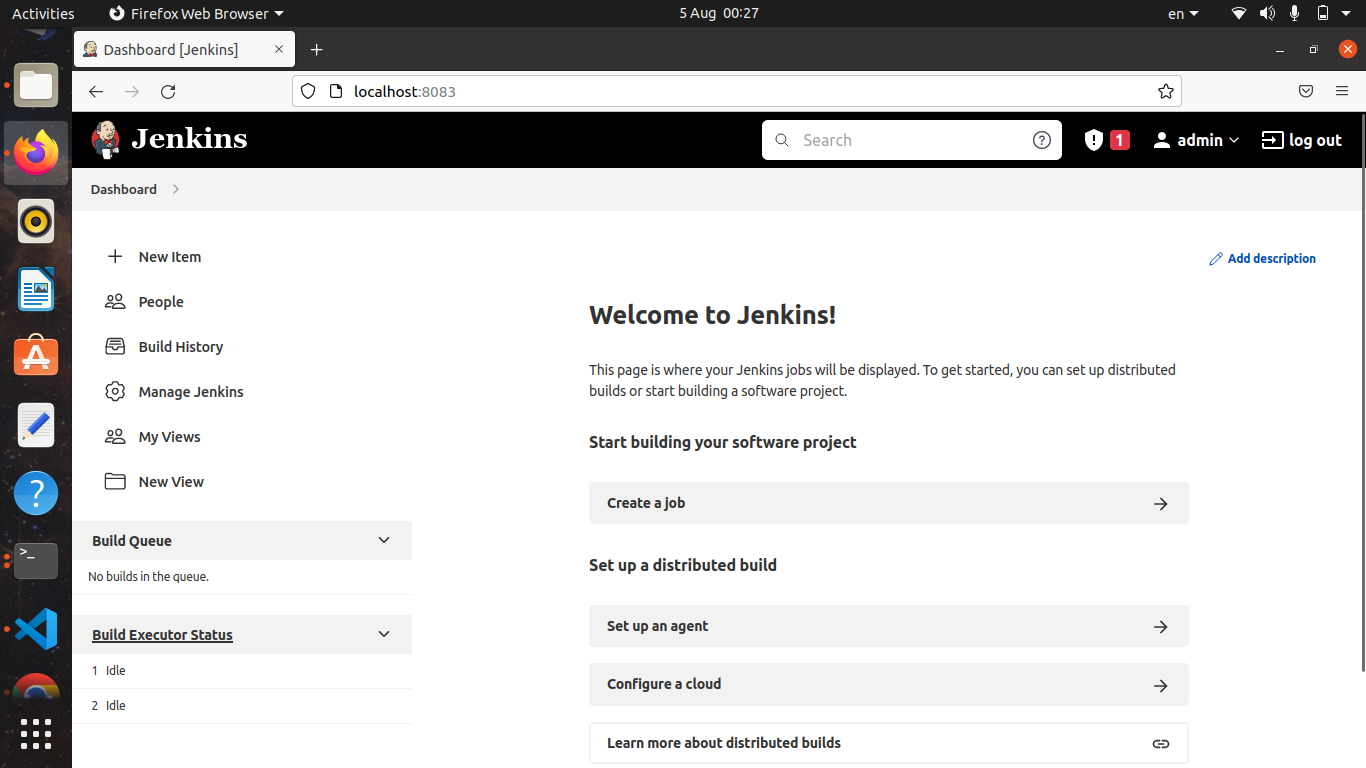 Activities Firefox Web Browser 5 Aug 00:27 en
Dashboard [Jenkins]
localhost:8083
Jenkins Search 1 admin log out
Dashboard
New Item
Add description
People
Build History
Manage Jenkins
My Views
New View
Build Queue
No builds in the queue.
Build Executor Status
1 Idle
2 Idle
Welcome to Jenkins!
This page is where your Jenkins jobs will be displayed. To get started, you can set up distributed
builds or start building a software project.
Start building your software project
Create a job
Set up a distributed build
Set up an agent
Configure a cloud
Learn more about distributed builds